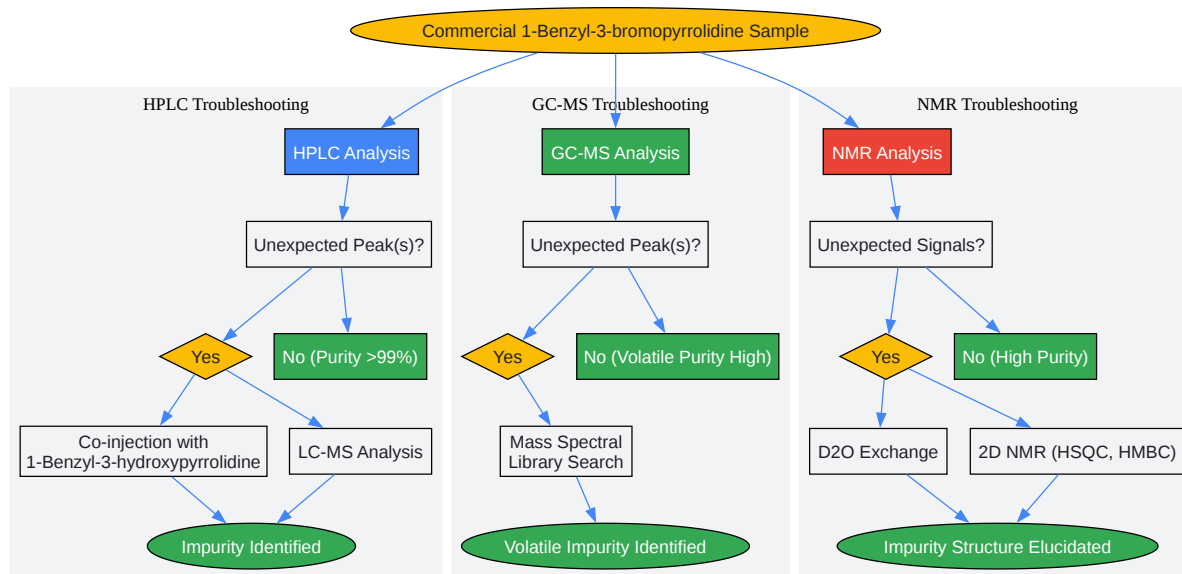 Commercial 1-Benzyl-3-bromopyrrolidine Sample
HPLC Troubleshooting
GC-MS Troubleshooting
NMR Troubleshooting
HPLC Analysis
GC-MS Analysis
NMR Analysis
Unexpected Peak(s)?
Unexpected Peak(s)?
Unexpected Signals?
Yes
No (Purity >99%)
Yes
No (Volatile Purity High)
Yes
No (High Purity)
Co-injection with
1-Benzyl-3-hydroxypyrrolidine
LC-MS Analysis
Mass Spectral
Library Search
D2O Exchange
2D NMR (HSQC, HMBC)
Impurity Identified
Volatile Impurity Identified
Impurity Structure Elucidated